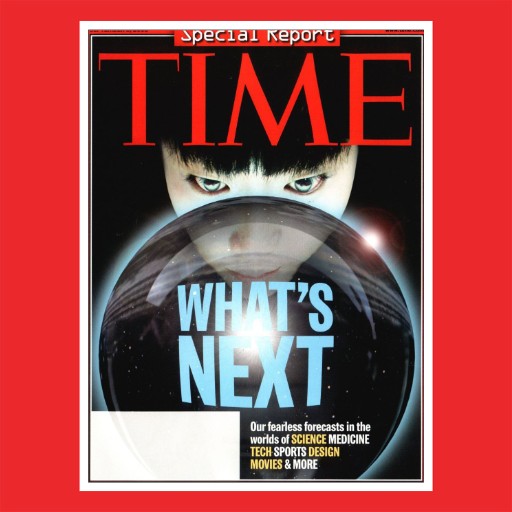 Special Report
TIME
WHAT'S
NEXT
Our fearless forecasts in the
worlds of SCIENCE MEDICINE
TECH SPORTS DESIGN
MOVIES & MORE